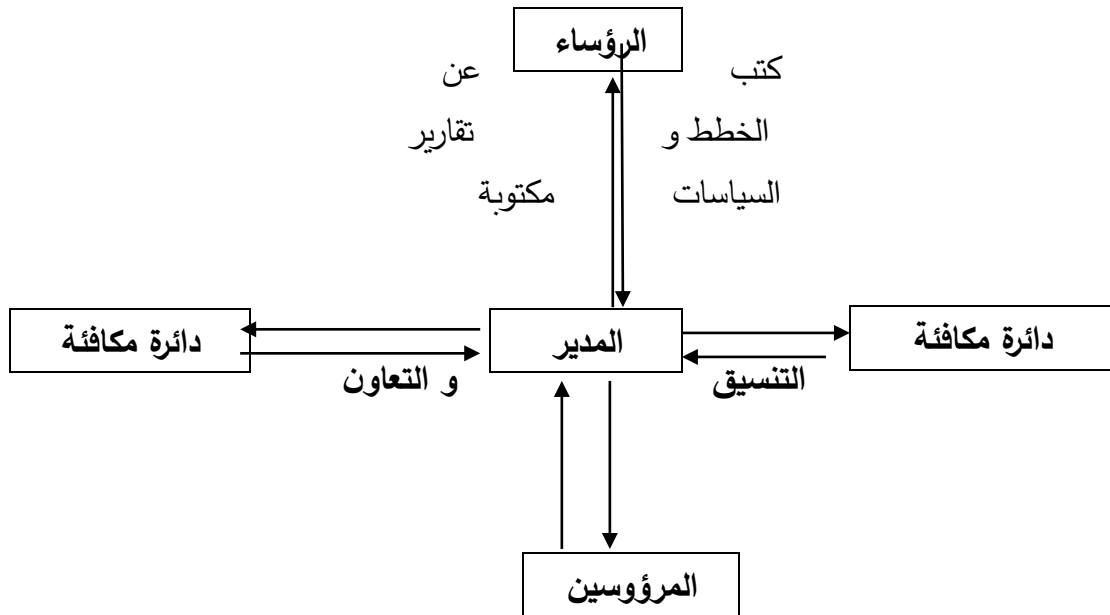 الرؤساء
كتب عن
الخطط و تقارير
السياسات مكتوبة
دائرة مكافئة المدير دائرة مكافئة
التنسيق و التعاون
المرؤوسين